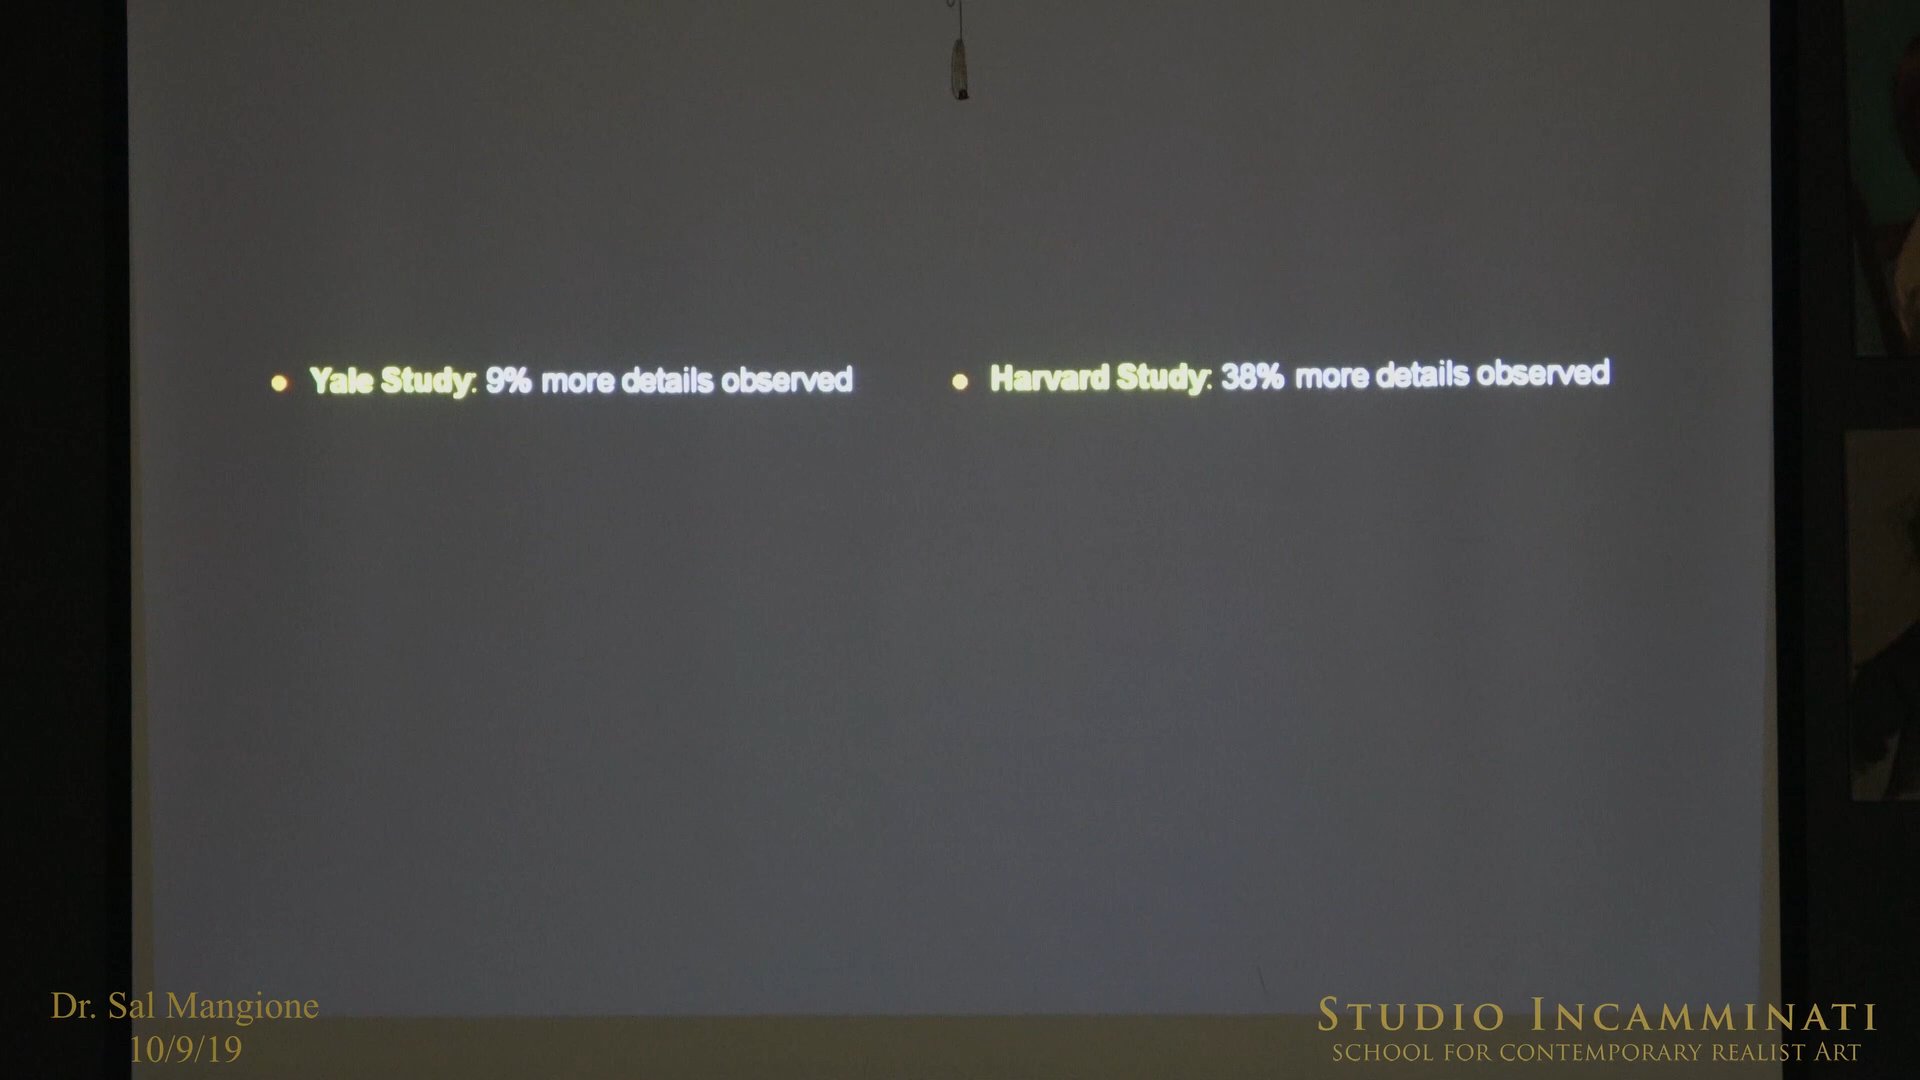 • Yale Study: 9% more details observed
• Harvard Study: 38% more details observed
Dr. Sal Mangione
10/9/19
STUDIO INCAMMINATI
SCHOOL FOR CONTEMPORARY REALIST ART